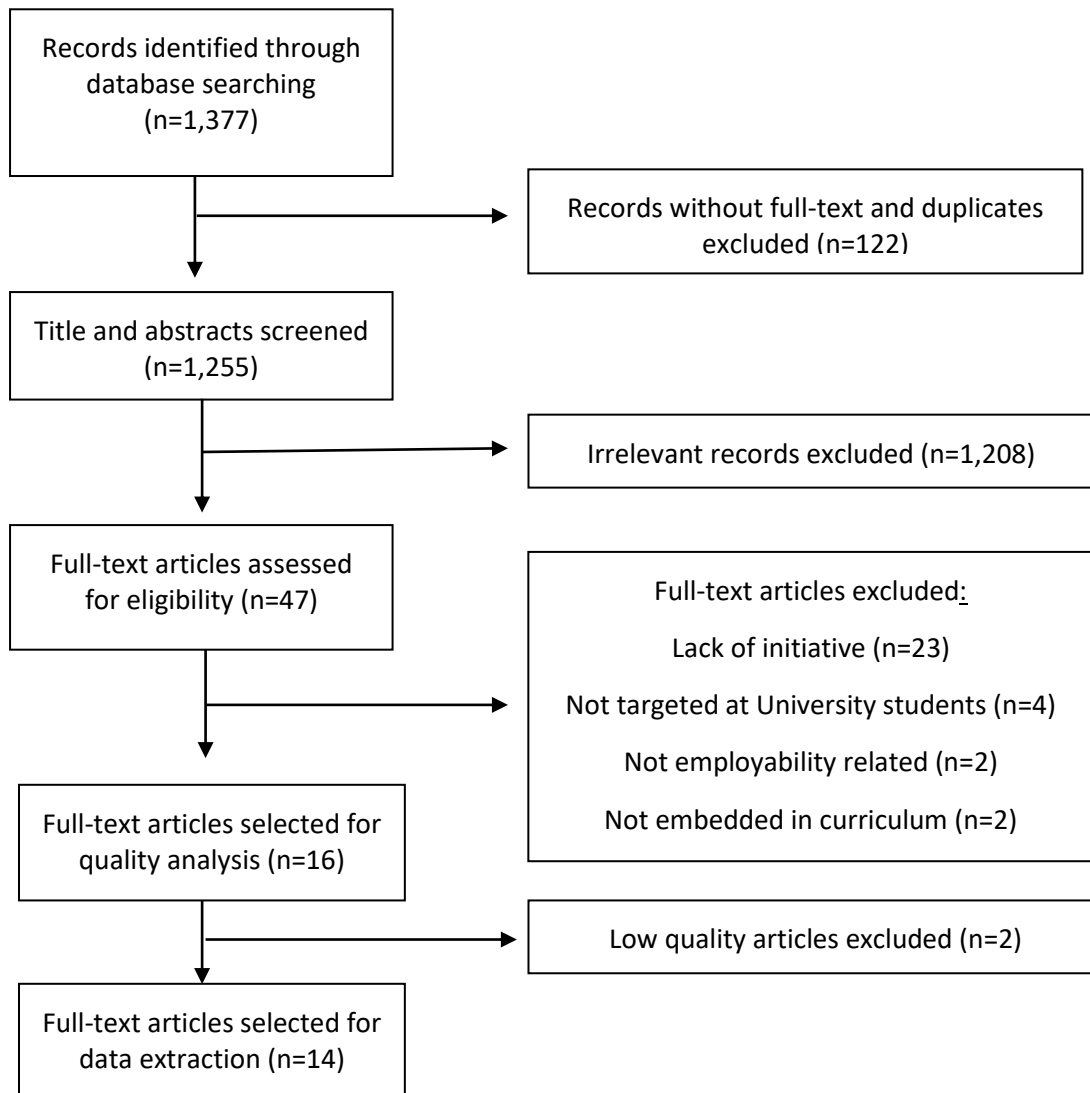 Records identified through
database searching
(n=1,377)
Records without full-text and duplicates
excluded (n=122)
Title and abstracts screened
(n=1,255)
Irrelevant records excluded (n=1,208)
Full-text articles assessed
for eligibility (n=47)
Full-text articles excluded:
Lack of initiative (n=23)
Not targeted at University students (n=4)
Not employability related (n=2)
Not embedded in curriculum (n=2)
Full-text articles selected for
quality analysis (n=16)
Low quality articles excluded (n=2)
Full-text articles selected for
data extraction (n=14)